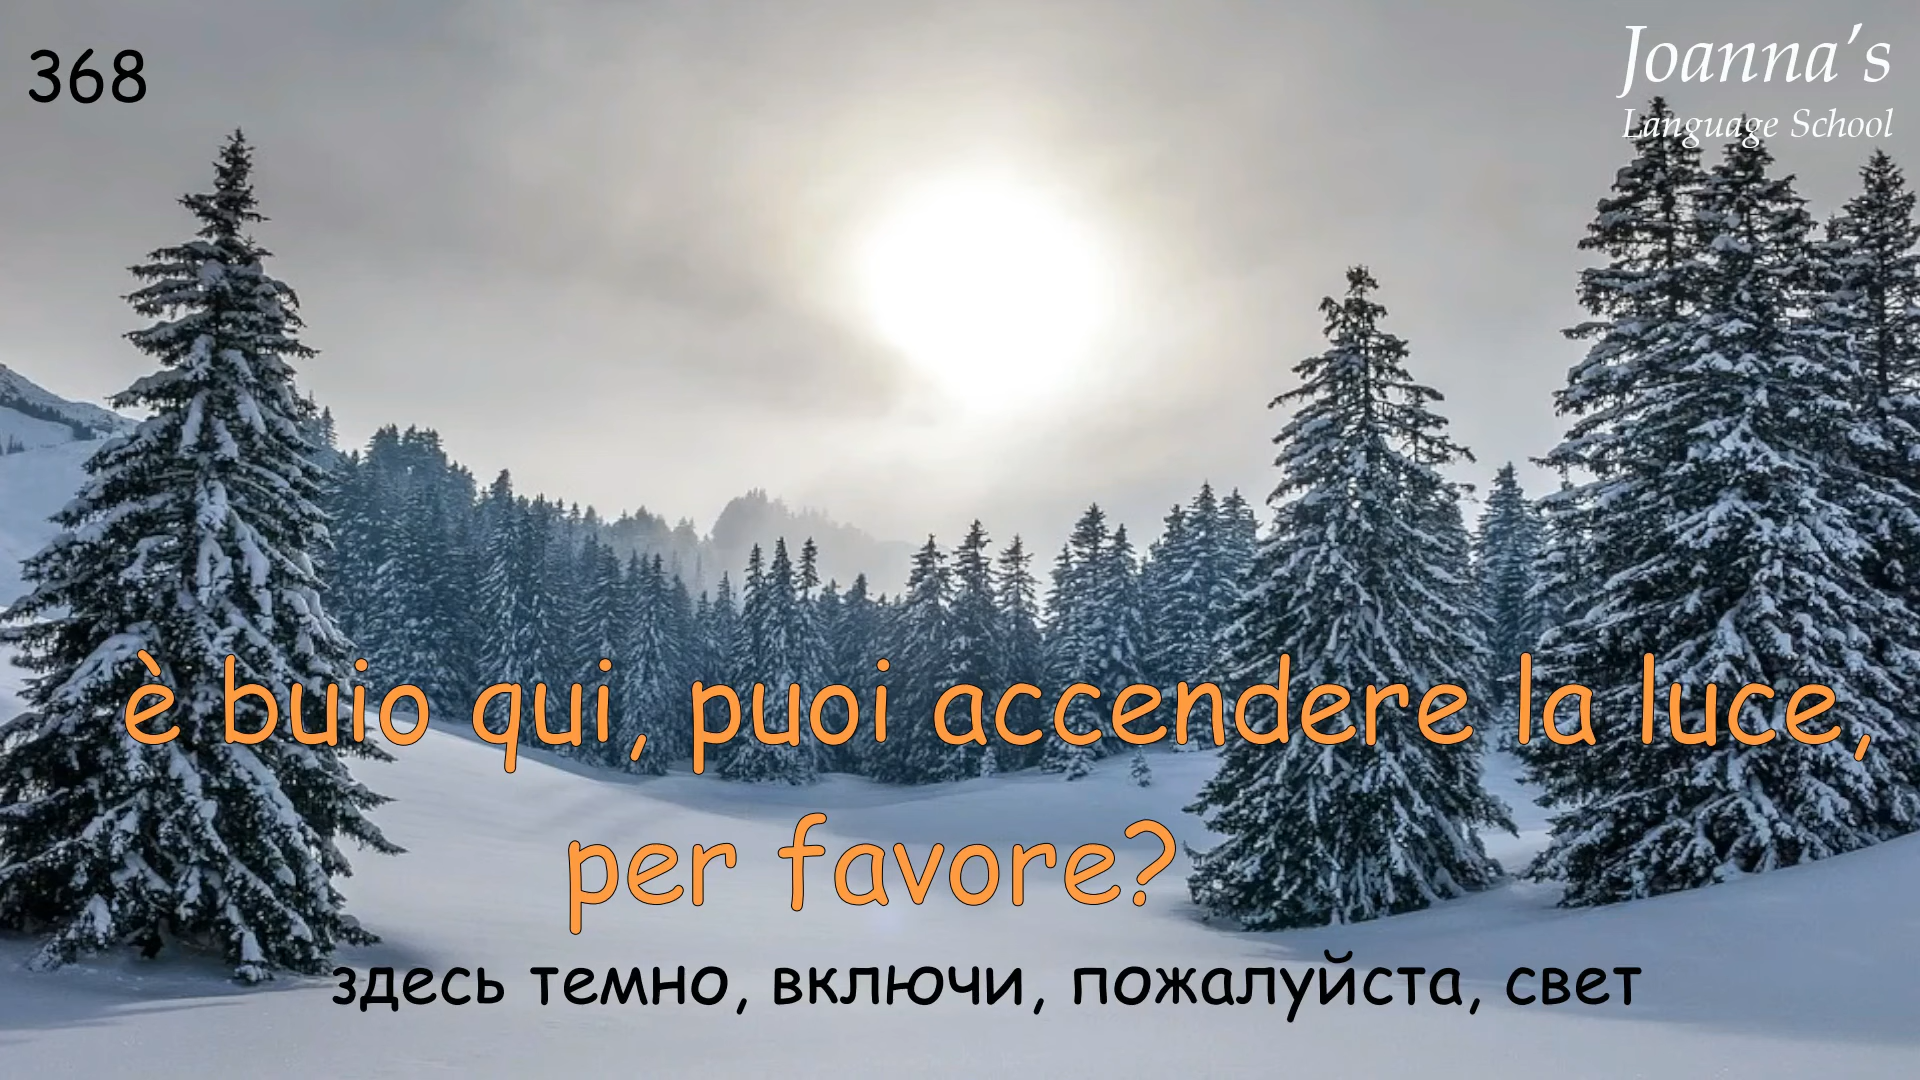 368
Joanna's
Language School
è buio qui, puoi accendere la luce,
per favore?
здесь темно, включи, пожалуйста, свет